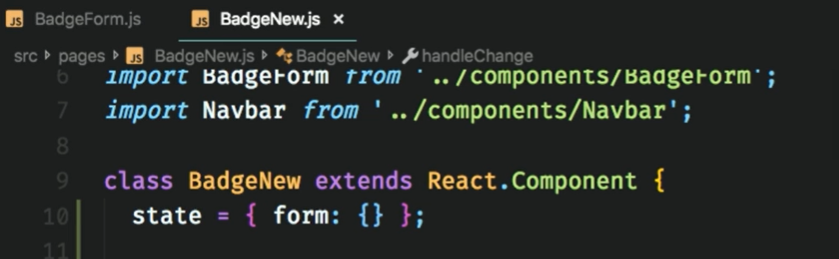 JS BadgeForm.js JS BadgeNew.js ×
src pages JS BadgeNew.js BadgeNew handleChange
6 import BadgeForm from '../components/BadgeForm';
7 import Navbar from '../components/Navbar';
8
9 class BadgeNew extends React.Component {
10 state = { form: {} };
11